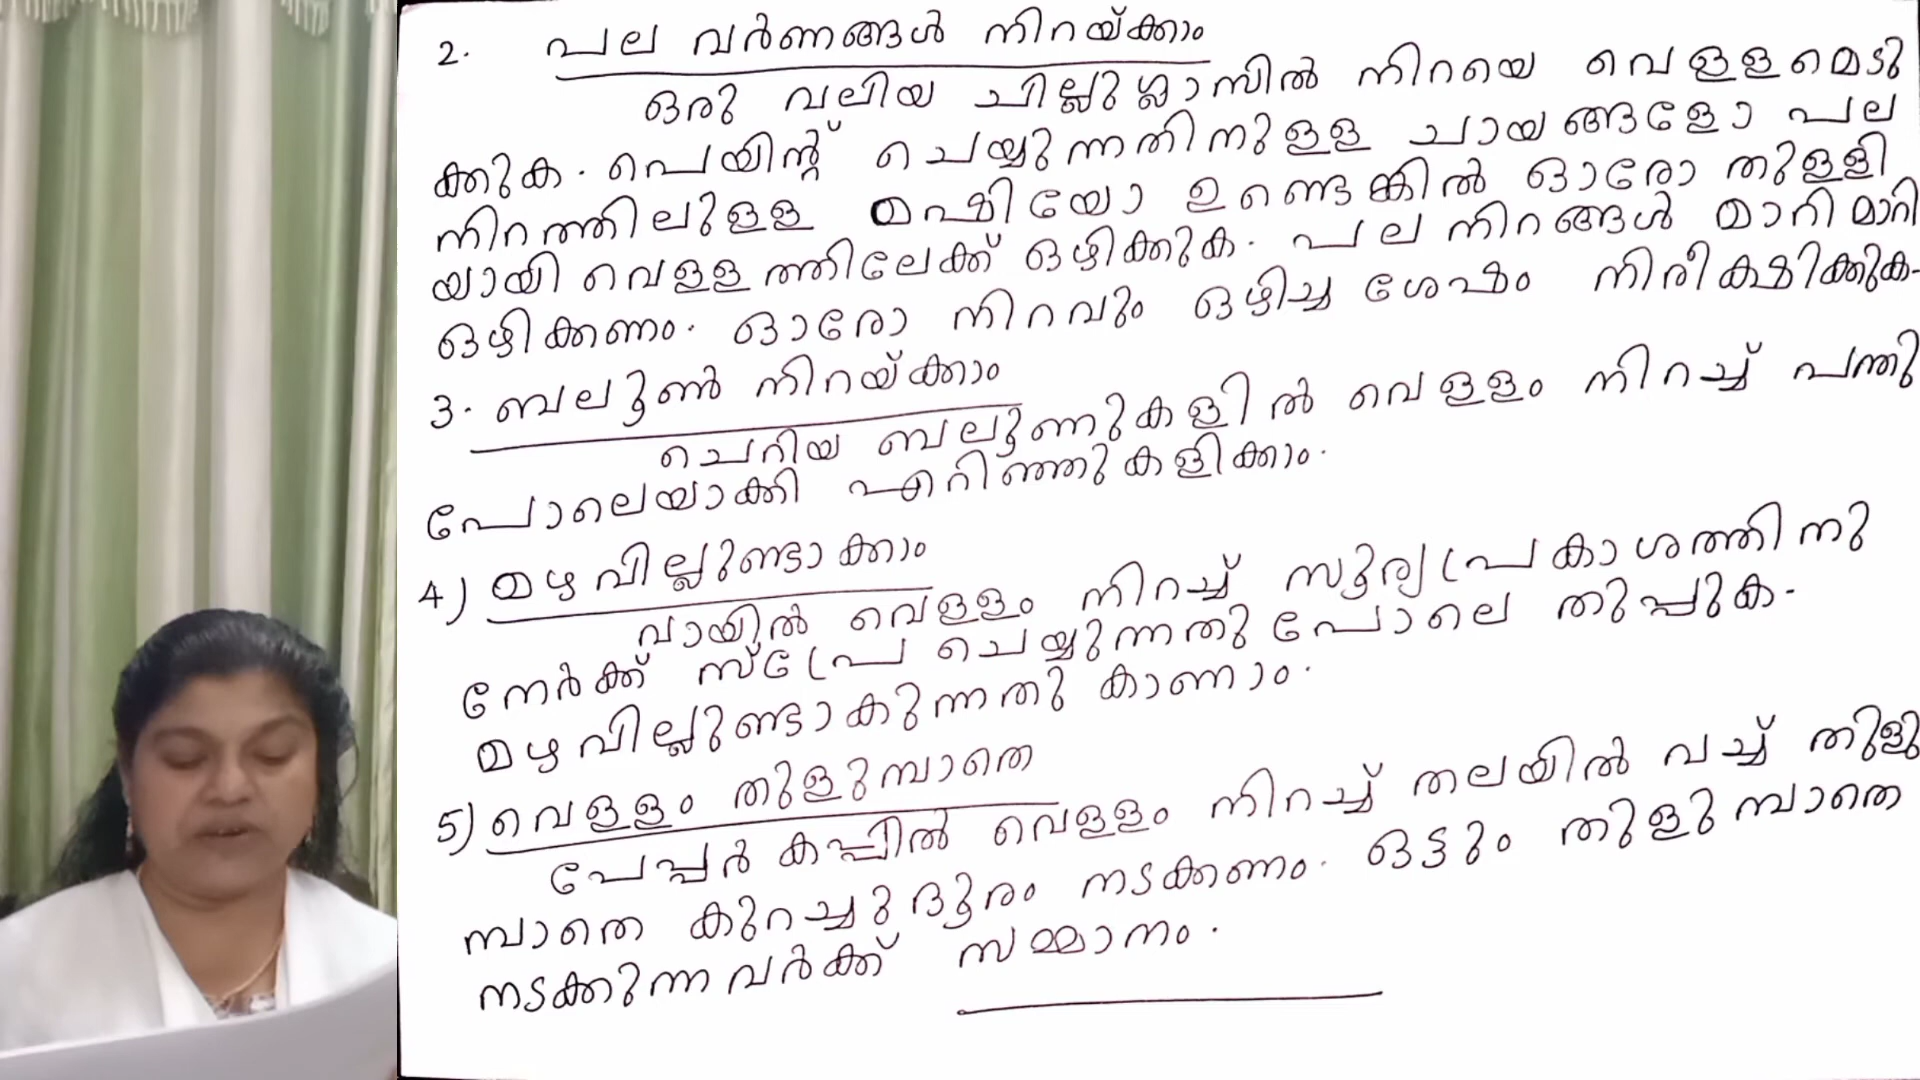 2. പല വർണങ്ങൾ നിറയ്ക്കാം
ഒരു വലിയ ചില്ലുഗ്ലാസിൽ നിറയെ വെള്ളമെടു
ക്കുക. പെയിന്റ് ചെയ്യുന്നതിനുള്ള ചായങ്ങളോ പല
നിറത്തിലുള്ള മഷിയോ ഉണ്ടെങ്കിൽ ഓരോ തുള്ളി
യായി വെള്ളത്തിലേക്ക് ഒഴിക്കുക. പല നിറങ്ങൾ മാറി മാറി
ഒഴിക്കണം. ഓരോ നിറവും ഒഴിച്ച ശേഷം നിരീക്ഷിക്കുക.
3. ബലൂൺ നിറയ്ക്കാം
ചെറിയ ബലൂണുകളിൽ വെള്ളം നിറച്ച് പന്തു
പോലെയാക്കി എറിഞ്ഞുകളിക്കാം.
4) മഴവില്ലുണ്ടാക്കാം
വായിൽ വെള്ളം നിറച്ച് സൂര്യപ്രകാശത്തിനു
നേർക്ക് സ്പ്രേ ചെയ്യുന്നതു പോലെ തുപ്പുക.
മഴവില്ലുണ്ടാകുന്നതു കാണാം.
5) വെള്ളം തുളുമ്പാതെ
പേപ്പർ കപ്പിൽ വെള്ളം നിറച്ച് തലയിൽ വച്ച് തുളു
മ്പാതെ കുറച്ചു ദൂരം നടക്കണം. ഒട്ടും തുളുമ്പാതെ
നടക്കുന്നവർക്ക് സമ്മാനം.